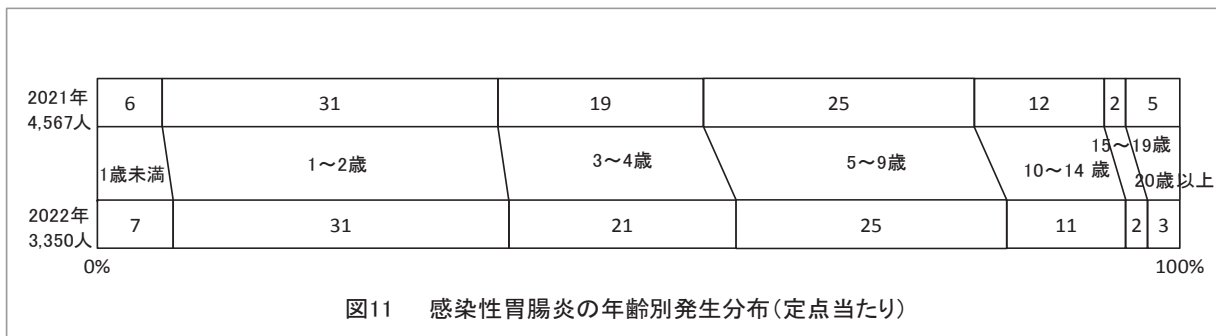 2021年
4,567人
6 31 19 25 12 2 5
1歳未満 1～2歳 3～4歳 5～9歳 10～14歳 15～19歳 20歳以上
2022年
3,350人
7 31 21 25 11 2 3
0% 100%
図11 感染性胃腸炎の年齢別発生分布(定点当たり)